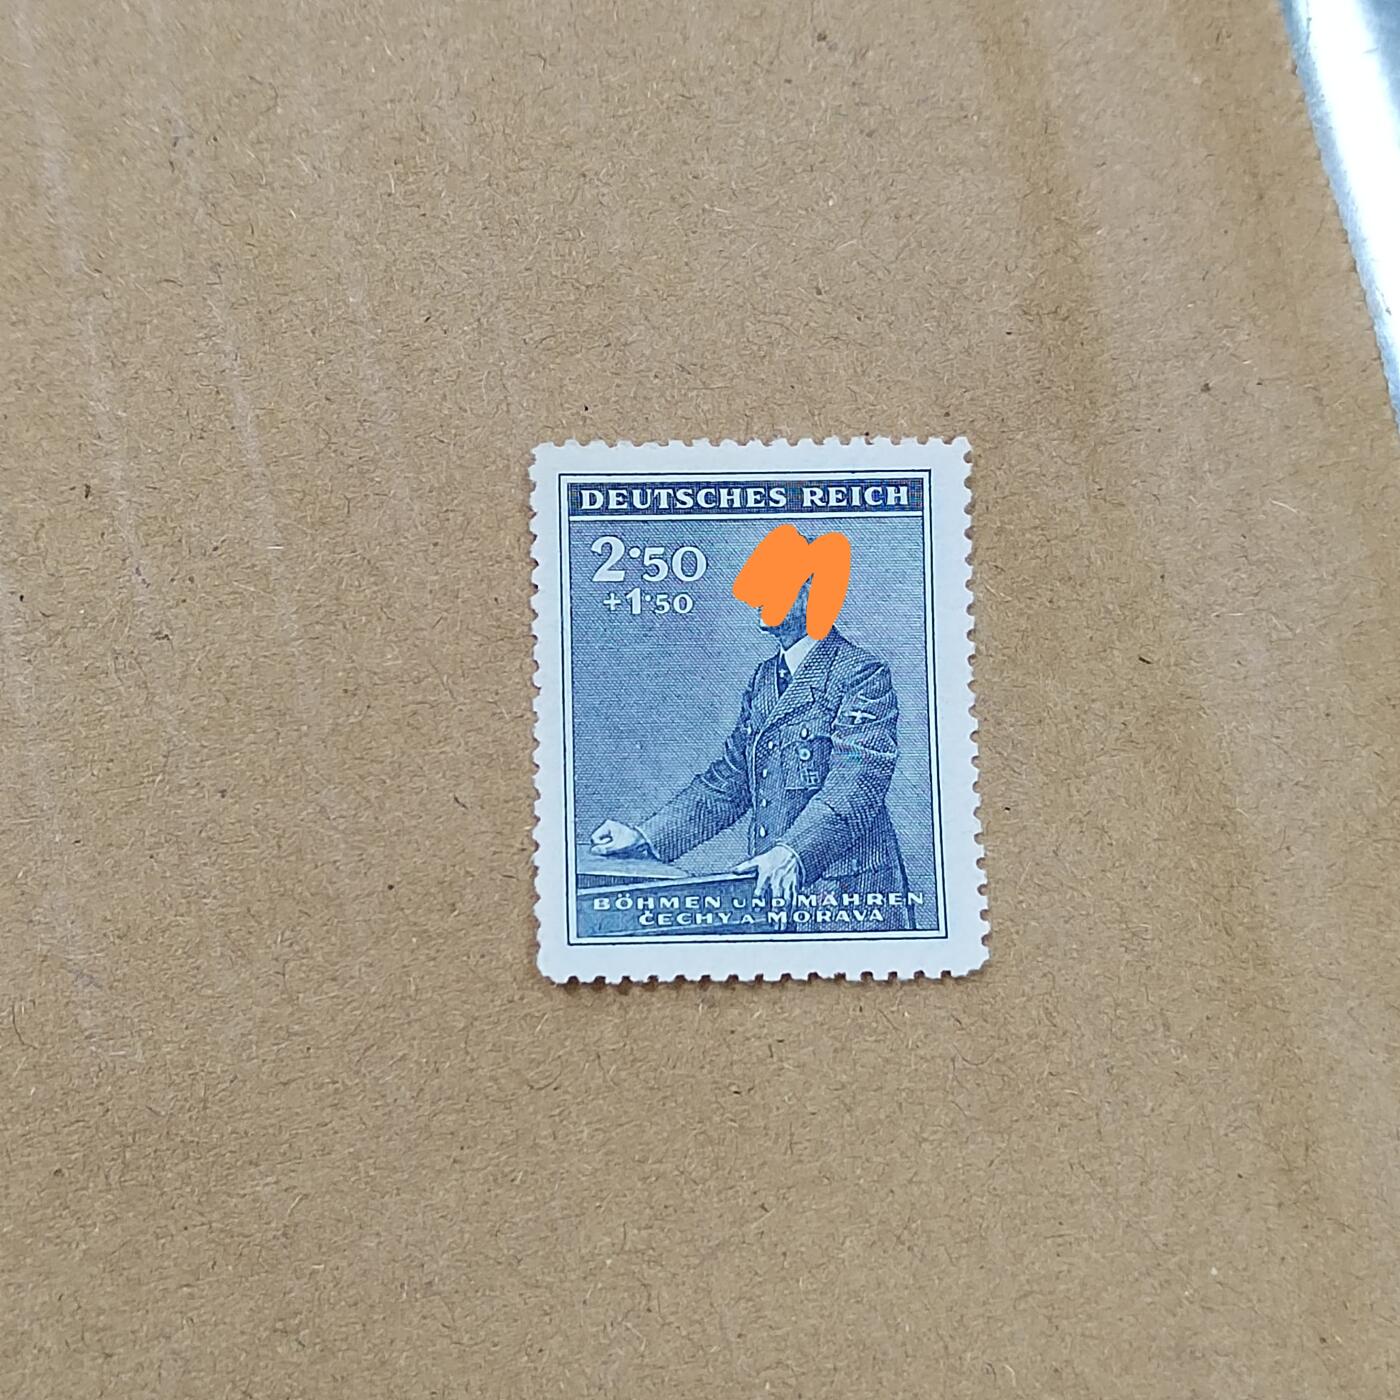 DEUTSCHES REICH
2·50
+1·50
BÖHMEN UND MÄHREN
ČECHY A MORAVA